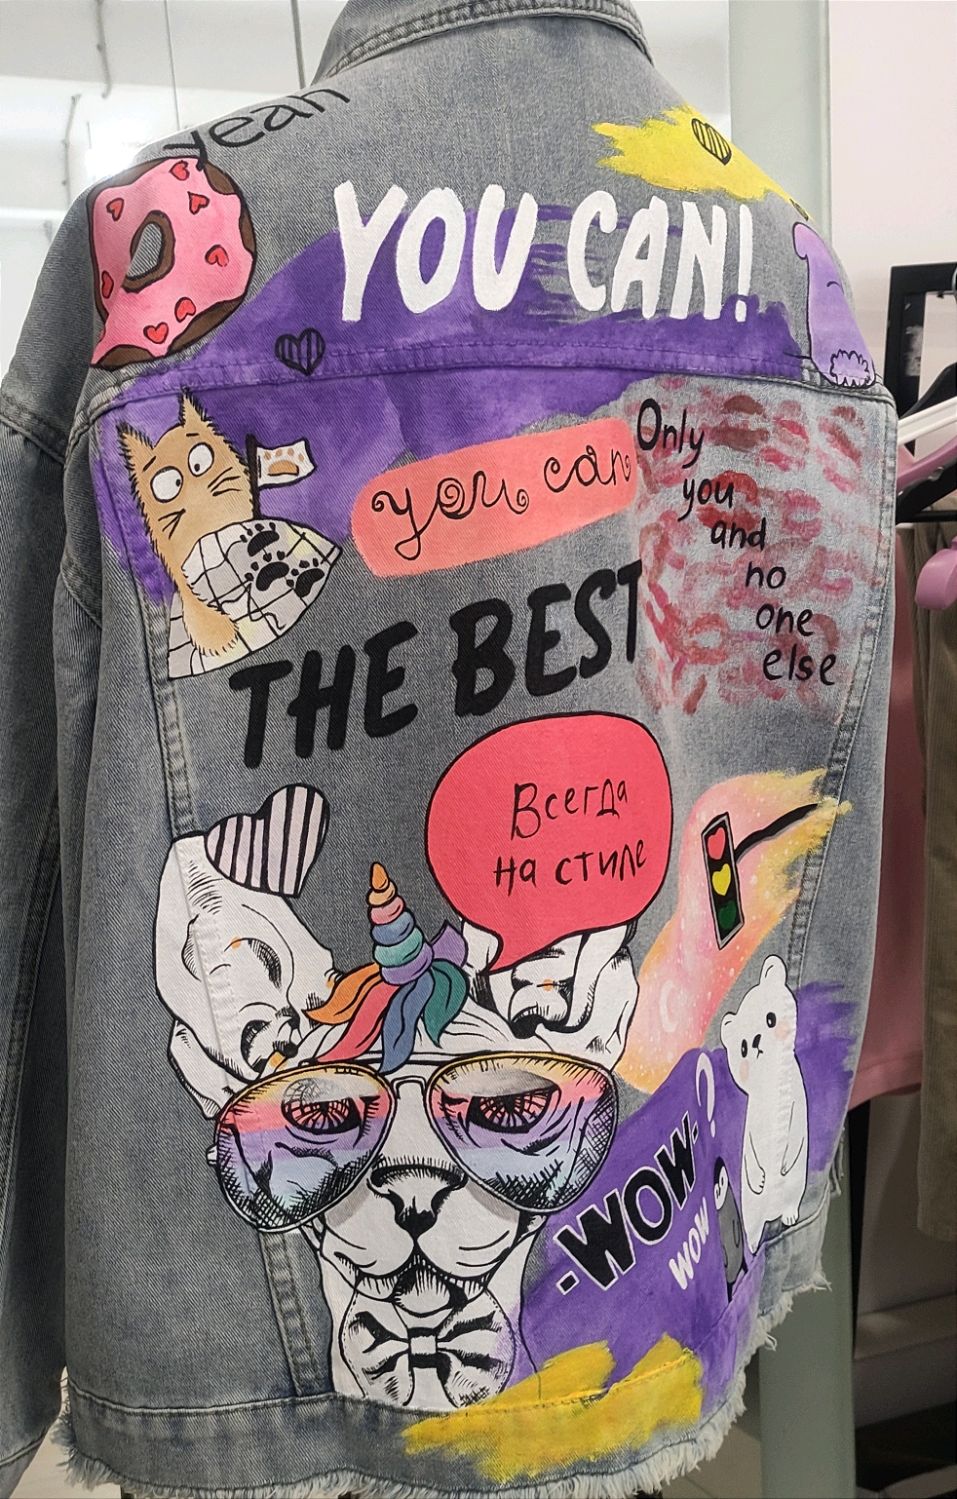 yeah
YOU CAN!
you can
Only
you
and
no
one
else
THE BEST
Всегда
на стиле
-WOW-?
WOW